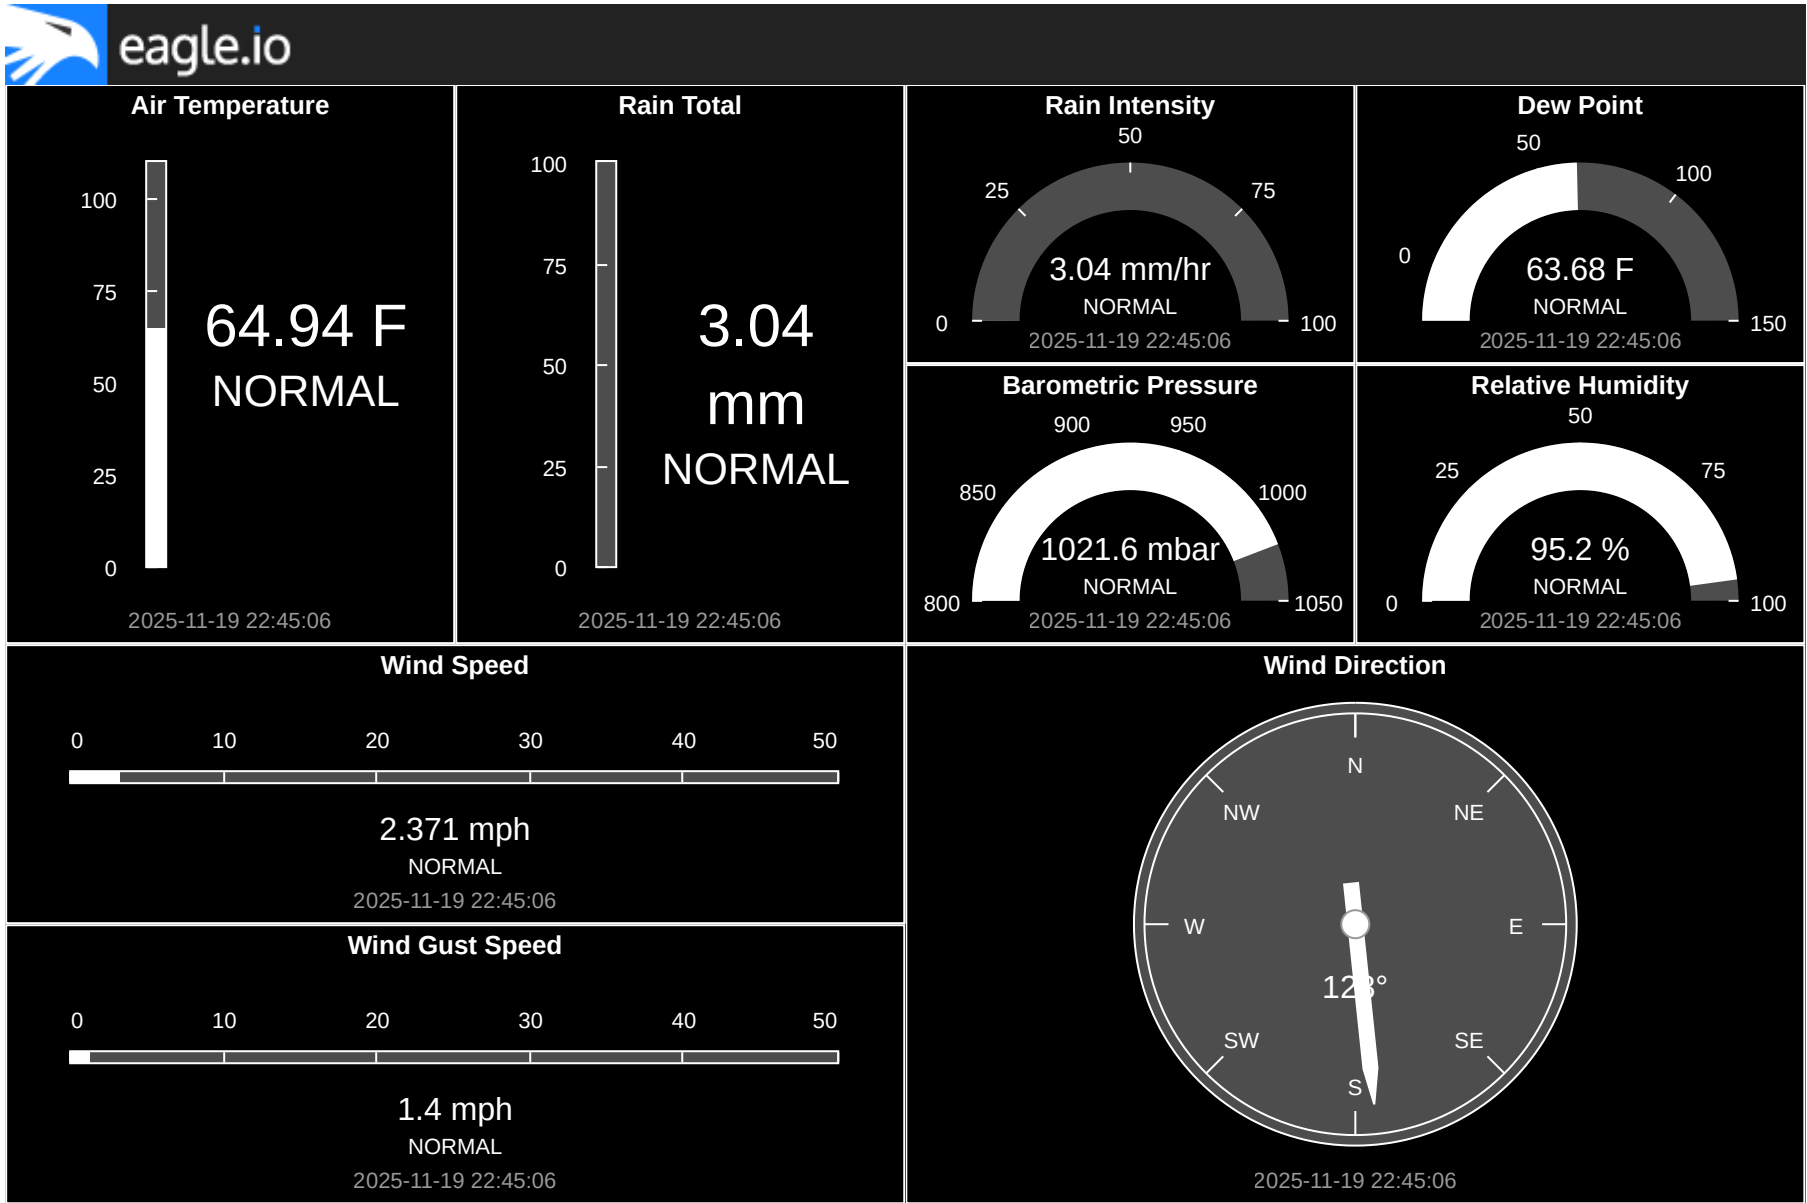 eagle.io
Air Temperature
100
75
50
25
0
64.94 F
NORMAL
2025-11-19 22:45:06
Rain Total
100
75
50
25
0
3.04
mm
NORMAL
2025-11-19 22:45:06
Rain Intensity
0
25
50
75
100
3.04 mm/hr
NORMAL
2025-11-19 22:45:06
Dew Point
0
50
100
150
63.68 F
NORMAL
2025-11-19 22:45:06
Barometric Pressure
800
850
900
950
1000
1050
1021.6 mbar
NORMAL
2025-11-19 22:45:06
Relative Humidity
0
25
50
75
100
95.2 %
NORMAL
2025-11-19 22:45:06
Wind Speed
0 10 20 30 40 50
2.371 mph
NORMAL
2025-11-19 22:45:06
Wind Gust Speed
0 10 20 30 40 50
1.4 mph
NORMAL
2025-11-19 22:45:06
Wind Direction
N
NW NE
W E
SW SE
S
2025-11-19 22:45:06